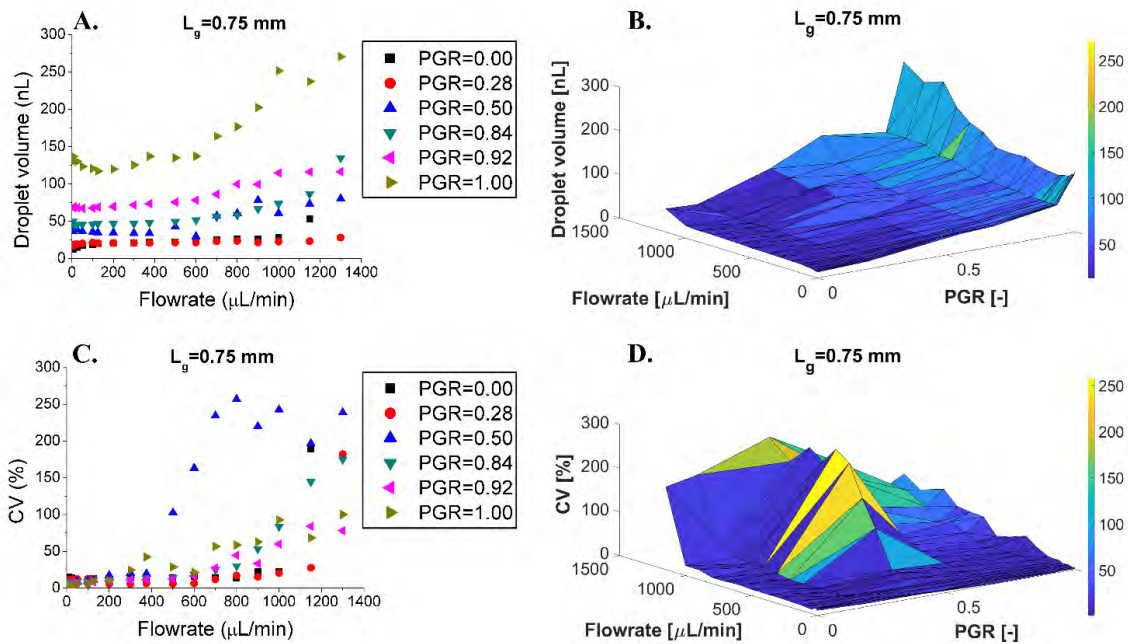 A.
L_g=0.75 mm
Droplet volume (nL)
300
250
200
150
100
50
0
0 200 400 600 800 1000 1200 1400
Flowrate (μL/min)
PGR=0.00
PGR=0.28
PGR=0.50
PGR=0.84
PGR=0.92
PGR=1.00
B.
L_g=0.75 mm
Droplet volume [nL]
300
200
100
0
1500
1000
500
0
0
0.5
Flowrate [μL/min]
PGR [-]
250
200
150
100
50
C.
L_g=0.75 mm
CV (%)
300
250
200
150
100
50
0
0 200 400 600 800 1000 1200 1400
Flowrate (μL/min)
PGR=0.00
PGR=0.28
PGR=0.50
PGR=0.84
PGR=0.92
PGR=1.00
D.
L_g=0.75 mm
CV [%]
300
200
100
0
1500
1000
500
0
0
0.5
Flowrate [μL/min]
PGR [-]
250
200
150
100
50